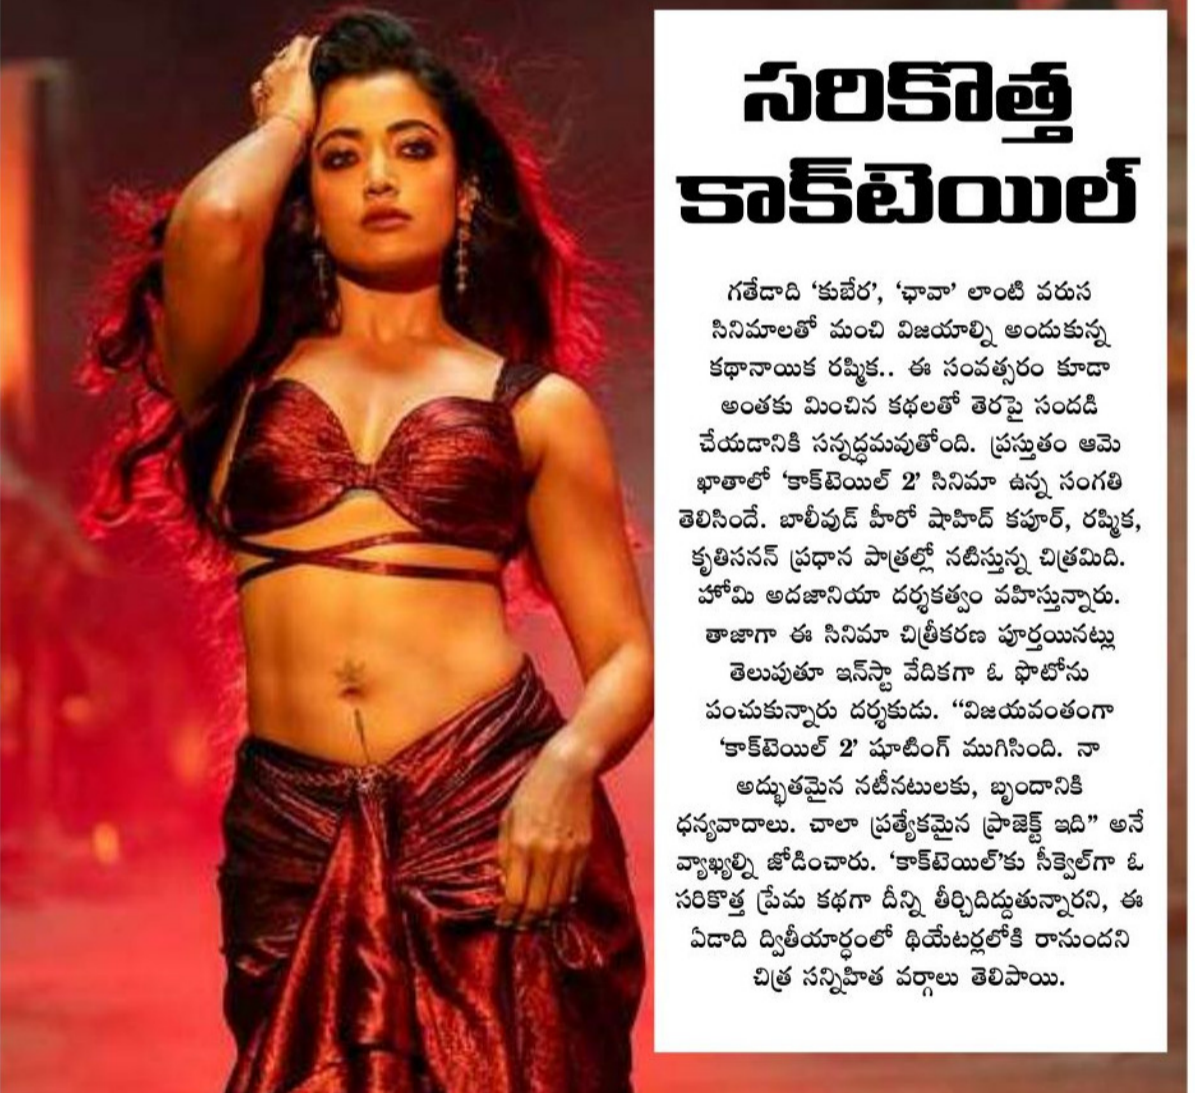 సరికొత్త
కాక్‌టెయిల్
గతేడాది ‘కుబేర’, ‘ఛావా’ లాంటి వరుస
సినిమాలతో మంచి విజయాల్ని అందుకున్న
కథానాయిక రష్మిక.. ఈ సంవత్సరం కూడా
అంతకు మించిన కథలతో తెరపై సందడి
చేయడానికి సన్నద్ధమవుతోంది. ప్రస్తుతం ఆమె
ఖాతాలో ‘కాక్‌టెయిల్ 2’ సినిమా ఉన్న సంగతి
తెలిసిందే. బాలీవుడ్ హీరో షాహిద్ కపూర్, రష్మిక,
కృతిసనన్ ప్రధాన పాత్రల్లో నటిస్తున్న చిత్రమిది.
హోమి అదజానియా దర్శకత్వం వహిస్తున్నారు.
తాజాగా ఈ సినిమా చిత్రీకరణ పూర్తయినట్లు
తెలుపుతూ ఇన్‌స్టా వేదికగా ఓ ఫొటోను
పంచుకున్నారు దర్శకుడు. “విజయవంతంగా
‘కాక్‌టెయిల్ 2’ షూటింగ్ ముగిసింది. నా
అద్భుతమైన నటీనటులకు, బృందానికి
ధన్యవాదాలు. చాలా ప్రత్యేకమైన ప్రాజెక్ట్ ఇది” అనే
వ్యాఖ్యల్ని జోడించారు. ‘కాక్‌టెయిల్’కు సీక్వెల్‌గా ఓ
సరికొత్త ప్రేమ కథగా దీన్ని తీర్చిదిద్దుతున్నారని, ఈ
ఏడాది ద్వితీయార్ధంలో థియేటర్లలోకి రానుందని
చిత్ర సన్నిహిత వర్గాలు తెలిపాయి.